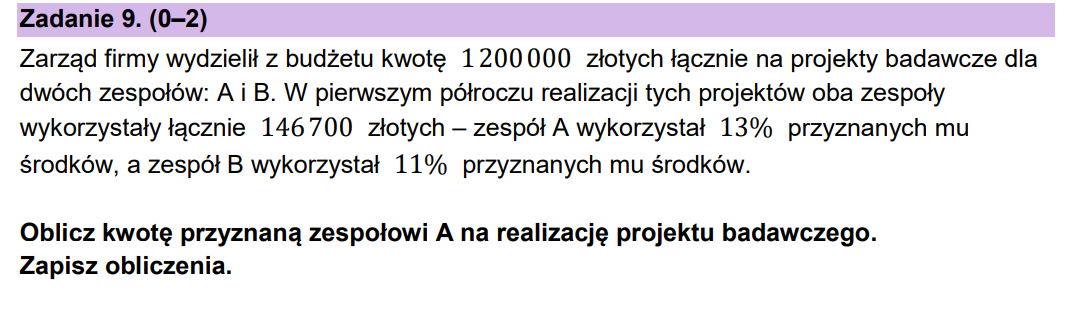 Zadanie 9. (0–2)
Zarząd firmy wydzielił z budżetu kwotę 1 200 000 złotych łącznie na projekty badawcze dla
dwóch zespołów: A i B. W pierwszym półroczu realizacji tych projektów oba zespoły
wykorzystały łącznie 146 700 złotych – zespół A wykorzystał 13% przyznanych mu
środków, a zespół B wykorzystał 11% przyznanych mu środków.
Oblicz kwotę przyznaną zespołowi A na realizację projektu badawczego.
Zapisz obliczenia.